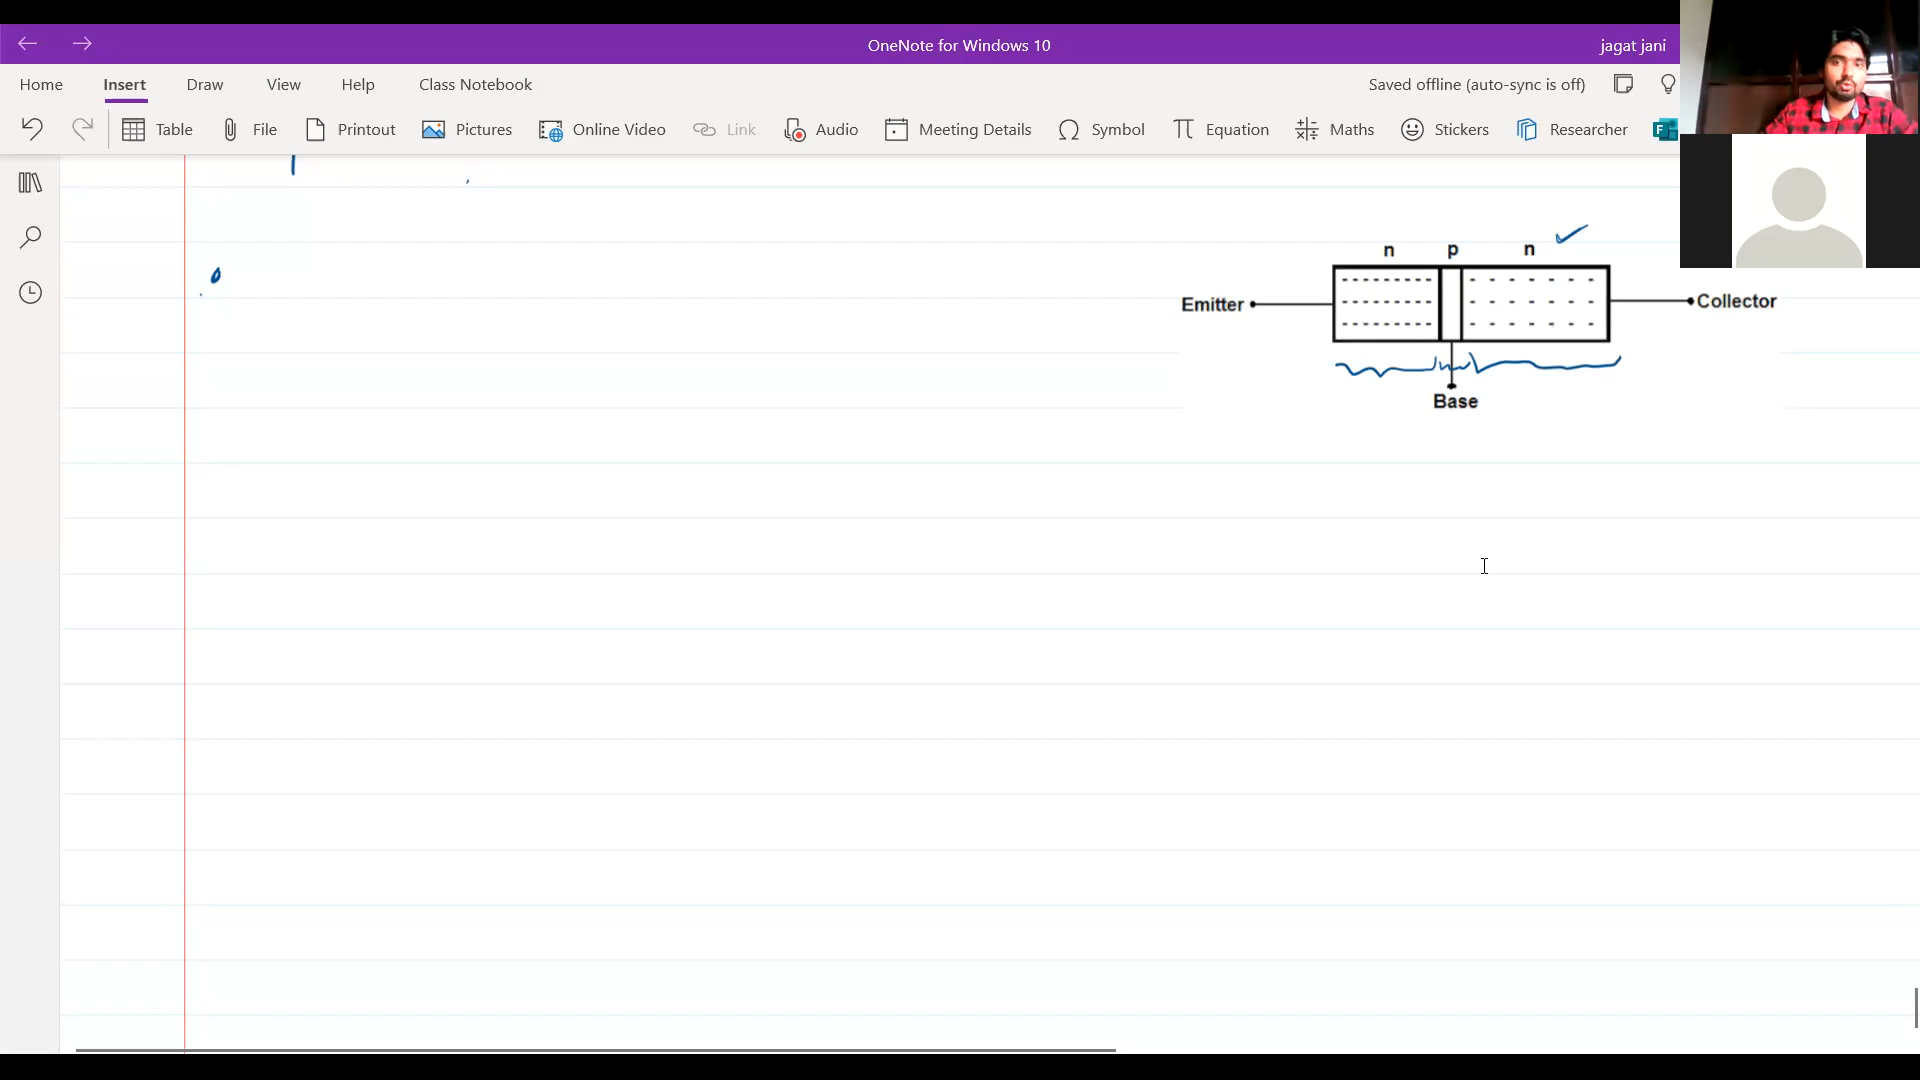 OneNote for Windows 10
jagat jani
Home Insert Draw View Help Class Notebook
Saved offline (auto-sync is off)
Table File Printout Pictures Online Video Link Audio Meeting Details Symbol Equation Maths Stickers Researcher
n p n
Emitter
Collector
Base